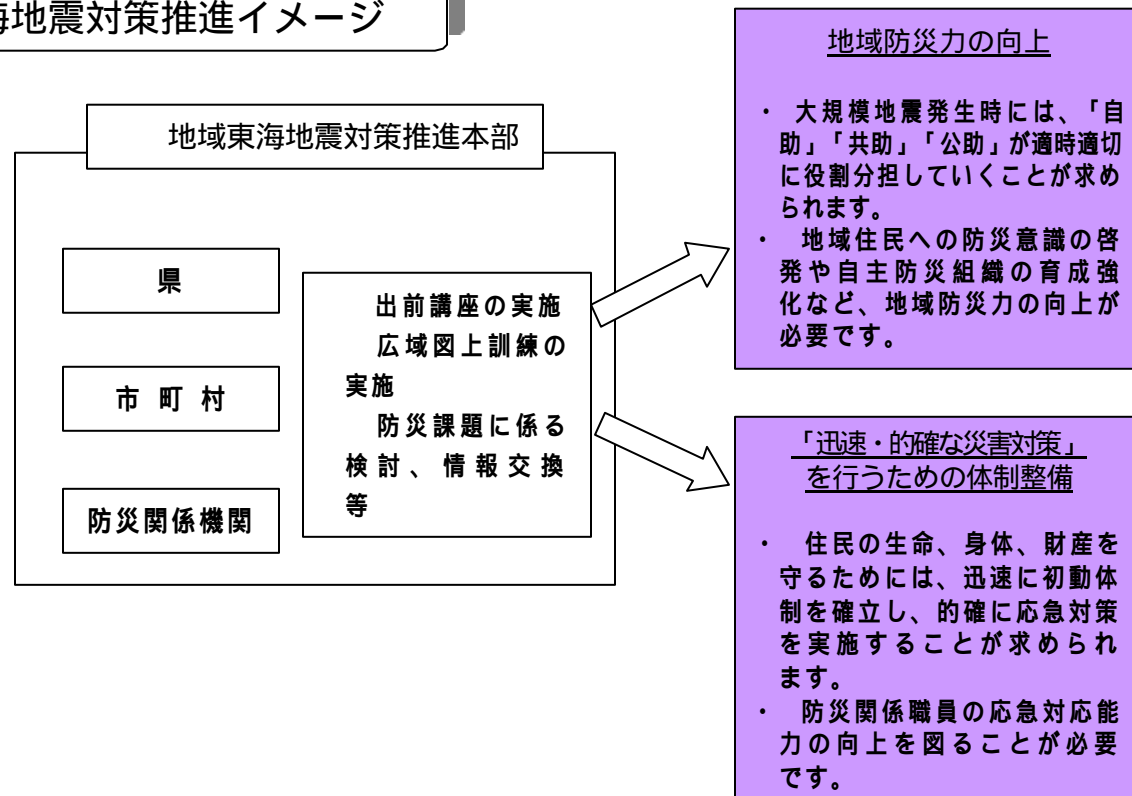 海地震対策推進イメージ
地域東海地震対策推進本部
県
市 町 村
防災関係機関
出前講座の実施
広域図上訓練の
実施
防災課題に係る
検討、情報交換
等
地域防災力の向上
・ 大規模地震発生時には、「自
助」「共助」「公助」が適時適切
に役割分担していくことが求め
られます。
・ 地域住民への防災意識の啓
発や自主防災組織の育成強
化など、地域防災力の向上が
必要です。
「迅速・的確な災害対策」
を行うための体制整備
・ 住民の生命、身体、財産を
守るためには、迅速に初動体
制を確立し、的確に応急対策
を実施することが求められ
ます。
・ 防災関係職員の応急対応能
力の向上を図ることが必要
です。